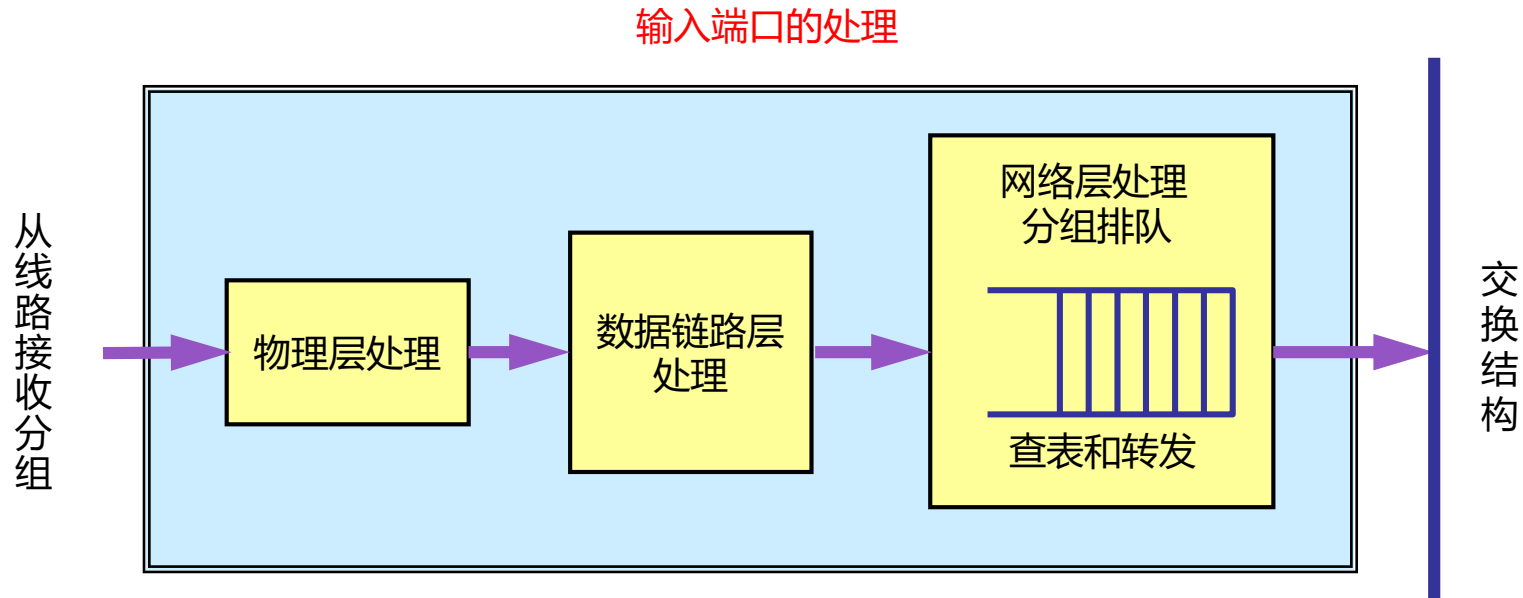 输入端口的处理
从线路接收分组
物理层处理
数据链路层
处理
网络层处理
分组排队
查表和转发
交换结构